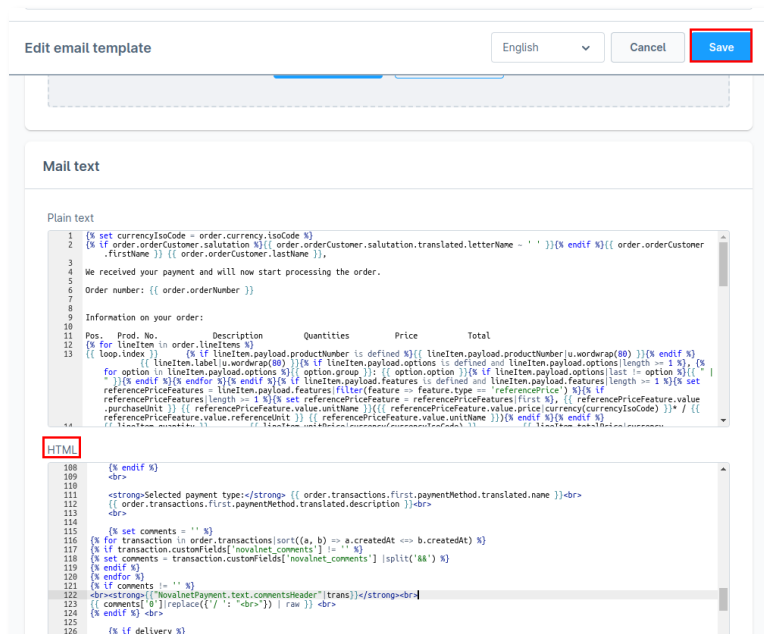 Edit email template
English
Cancel
Save
Mail text
Plain text
1 {% set currencyIsoCode = order.currency.isoCode %}
2 {% if order.orderCustomer.salutation %}{{ order.orderCustomer.salutation.translated.letterName ~ ' ' }}{% endif %}{{ order.orderCustomer
.firstName }} {{ order.orderCustomer.lastName }},
3
4 We received your payment and will now start processing the order.
5
6 Order number: {{ order.orderNumber }}
7
8
9 Information on your order:
10
11 Pos. Prod. No. Description Quantities Price Total
12 {% for lineItem in order.lineItems %}
13 {{ loop.index }} {% if lineItem.payload.productNumber is defined %}{{ lineItem.payload.productNumber|u.wordwrap(80) }}{% endif %}
{{ lineItem.label|u.wordwrap(80) }}{% if lineItem.payload.options is defined and lineItem.payload.options|length >= 1 %}, {%
for option in lineItem.payload.options %}{{ option.group }}: {{ option.option }}{% if lineItem.payload.options|last != option %}{{ " |
" }}{% endif %}{% endfor %}{% endif %}{% if lineItem.payload.features is defined and lineItem.payload.features|length >= 1 %}{% set
referencePriceFeatures = lineItem.payload.features|filter(feature => feature.type == 'referencePrice') %}{% if
referencePriceFeatures|length >= 1 %}{% set referencePriceFeature = referencePriceFeatures|first %}, {{ referencePriceFeature.value
.purchaseUnit }} {{ referencePriceFeature.value.unitName }}({{ referencePriceFeature.value.price|currency(currencyIsoCode) }}* / {{
referencePriceFeature.value.referenceUnit }} {{ referencePriceFeature.value.unitName }}){% endif %}{% endif %}
14 {{ lineItem.quantity }} {{ lineItem.unitPrice|currency(currencyIsoCode) }} {{ lineItem.totalPrice|currency
HTML
108 {% endif %}
109 <br>
110
111 <strong>Selected payment type:</strong> {{ order.transactions.first.paymentMethod.translated.name }}<br>
112 {{ order.transactions.first.paymentMethod.translated.description }}<br>
113 <br>
114
115 {% set comments = '' %}
116 {% for transaction in order.transactions|sort((a, b) => a.createdAt <=> b.createdAt) %}
117 {% if transaction.customFields['novalnet_comments'] != '' %}
118 {% set comments = transaction.customFields['novalnet_comments'] |split('&&') %}
119 {% endif %}
120 {% endfor %}
121 {% if comments != '' %}
122 <br><strong>{{"NovalnetPayment.text.commentsHeader"|trans}}</strong><br>
123 {{ comments['0']|replace({'/ ': "<br>"}) | raw }} <br>
124 {% endif %} <br>
125
126 {% if delivery %}